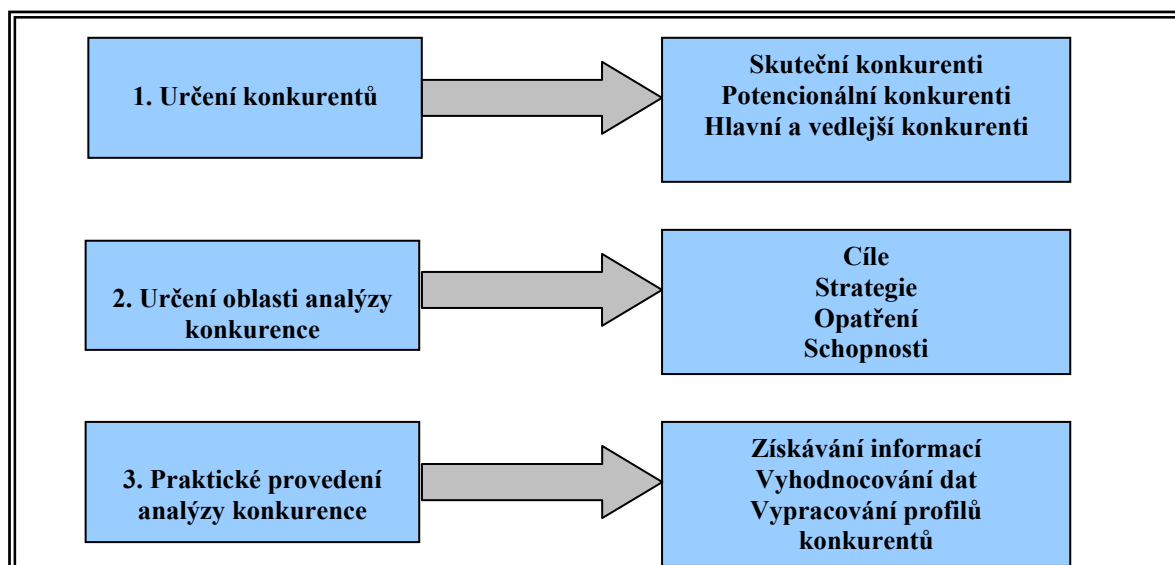 1. Určení konkurentů
Skuteční konkurenti
Potencionální konkurenti
Hlavní a vedlejší konkurenti
2. Určení oblasti analýzy
konkurence
Cíle
Strategie
Opatření
Schopnosti
3. Praktické provedení
analýzy konkurence
Získávání informací
Vyhodnocování dat
Vypracování profilů
konkurentů